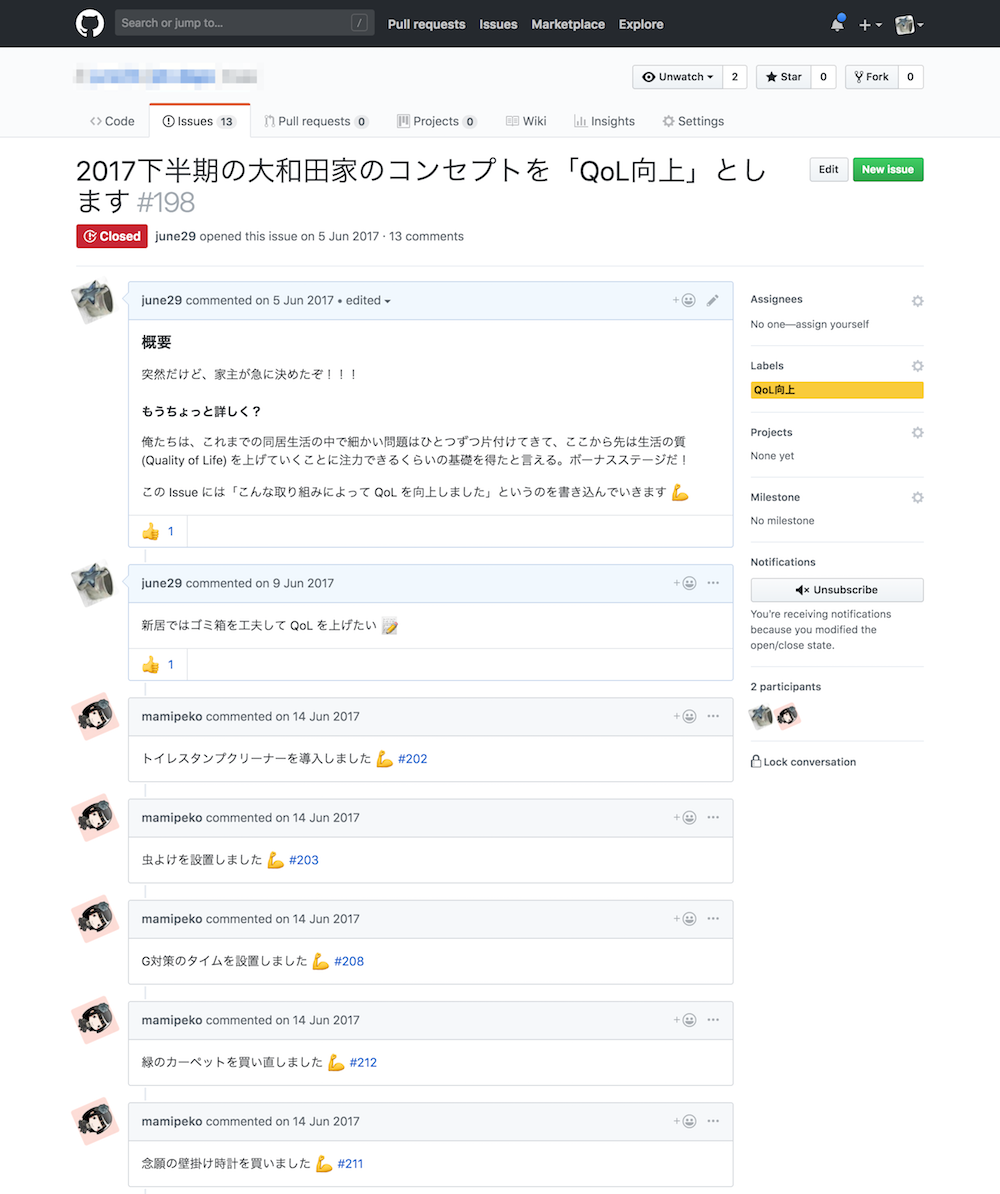 Search or jump to... /
Pull requests Issues Marketplace Explore
Unwatch 2 Star 0 Fork 0
Code Issues 13 Pull requests 0 Projects 0 Wiki Insights Settings
2017下半期の大和田家のコンセプトを「QoL向上」とし
ます #198
Edit New issue
Closed june29 opened this issue on 5 Jun 2017 · 13 comments
june29 commented on 5 Jun 2017 • edited
概要
突然だけど、家主が急に決めたぞ！！！
もうちょっと詳しく？
俺たちは、これまでの同居生活の中で細かい問題はひとつずつ片付けてきて、ここから先は生活の質
(Quality of Life) を上げていくことに注力できるくらいの基礎を得たと言える。ボーナスステージだ！
この Issue には「こんな取り組みによって QoL を向上しました」というのを書き込んでいきます 💪
👍 1
june29 commented on 9 Jun 2017
新居ではゴミ箱を工夫して QoL を上げたい 📝
👍 1
mamipeko commented on 14 Jun 2017
トイレスタンプクリーナーを導入しました 💪 #202
mamipeko commented on 14 Jun 2017
虫よけを設置しました 💪 #203
mamipeko commented on 14 Jun 2017
G対策のタイムを設置しました 💪 #208
mamipeko commented on 14 Jun 2017
緑のカーペットを買い直しました 💪 #212
mamipeko commented on 14 Jun 2017
念願の壁掛け時計を買いました 💪 #211
Assignees
No one—assign yourself
Labels
QoL向上
Projects
None yet
Milestone
No milestone
Notifications
Unsubscribe
You're receiving notifications
because you modified the
open/close state.
2 participants
Lock conversation